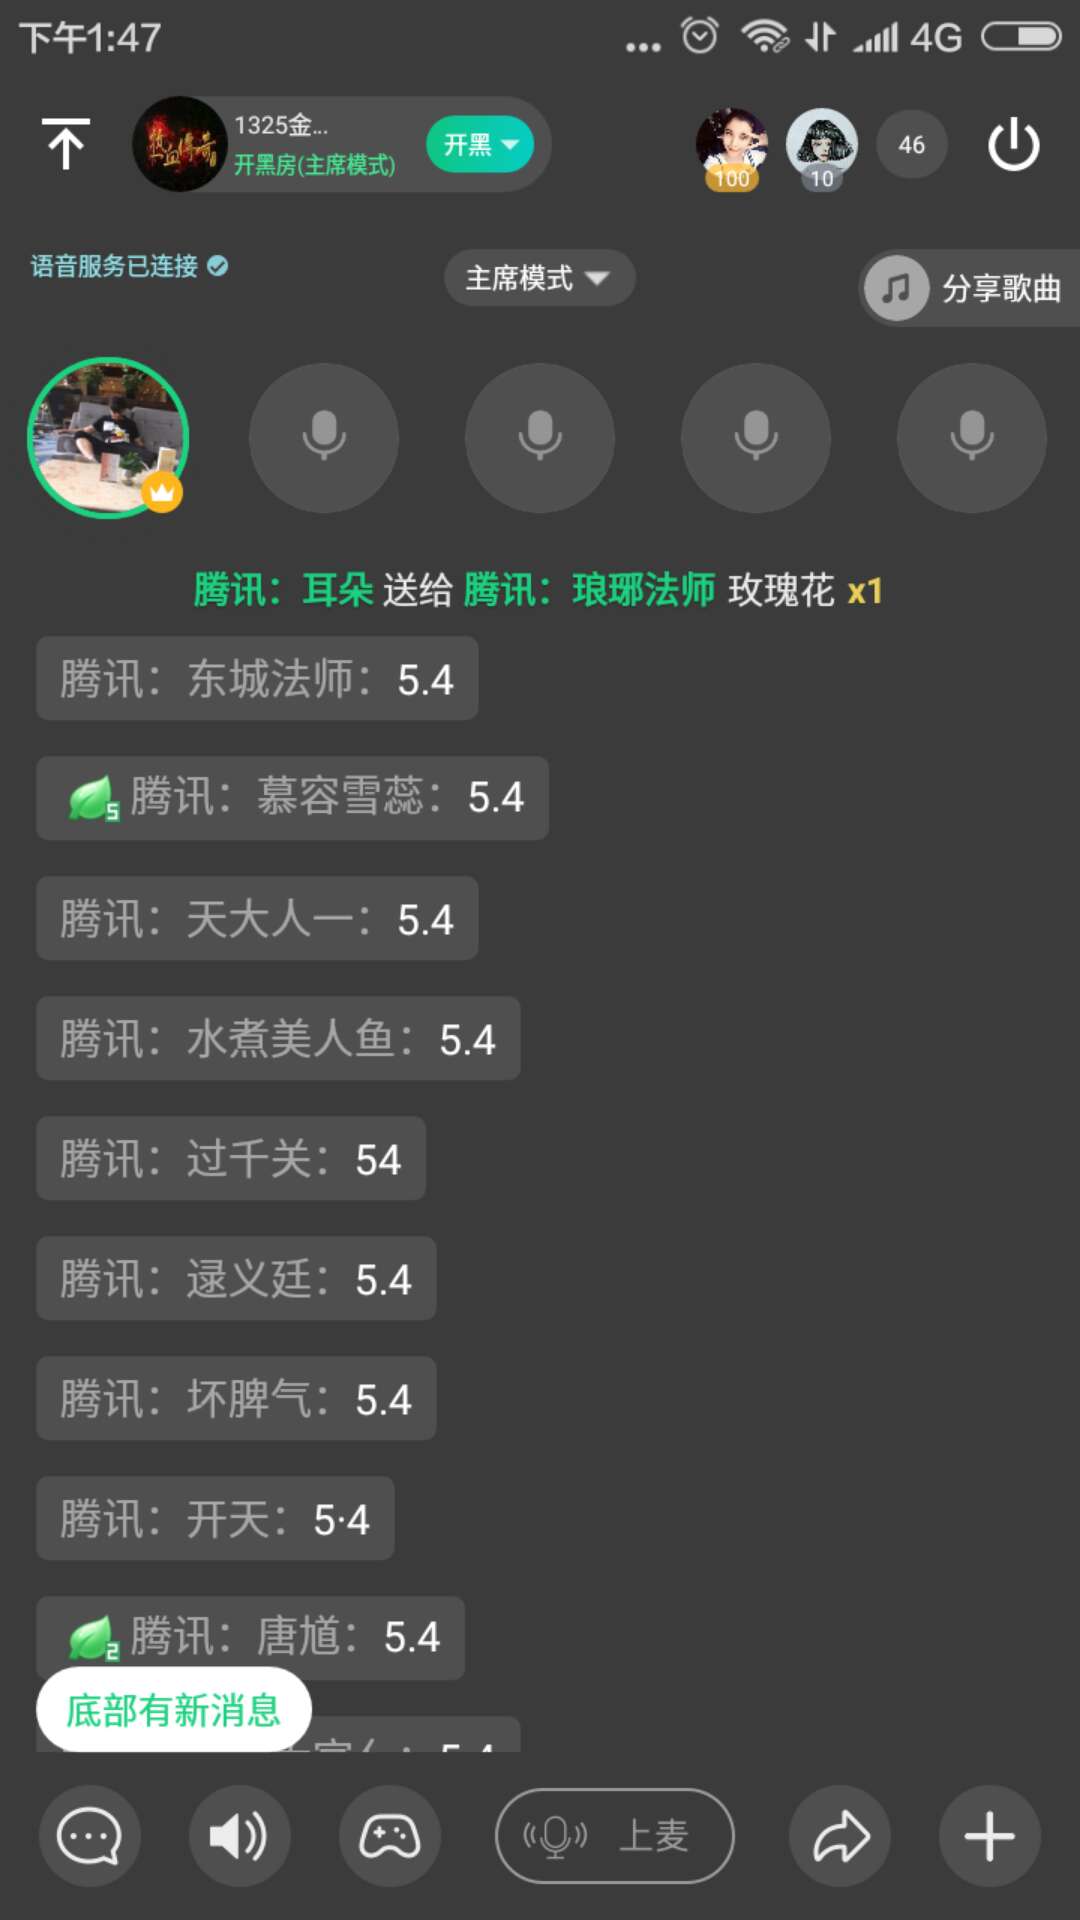 下午1:47
4G
热血传奇
1325金...
开黑房(主席模式)
开黑
100
10
46
语音服务已连接
主席模式
分享歌曲
腾讯：耳朵 送给 腾讯：琅琊法师 玫瑰花 x1
腾讯：东城法师：5.4
5 腾讯：慕容雪蕊：5.4
腾讯：天大人一：5.4
腾讯：水煮美人鱼：5.4
腾讯：过千关：54
腾讯：逯义廷：5.4
腾讯：坏脾气：5.4
腾讯：开天：5·4
2 腾讯：唐馗：5.4
底部有新消息
5.4
上麦